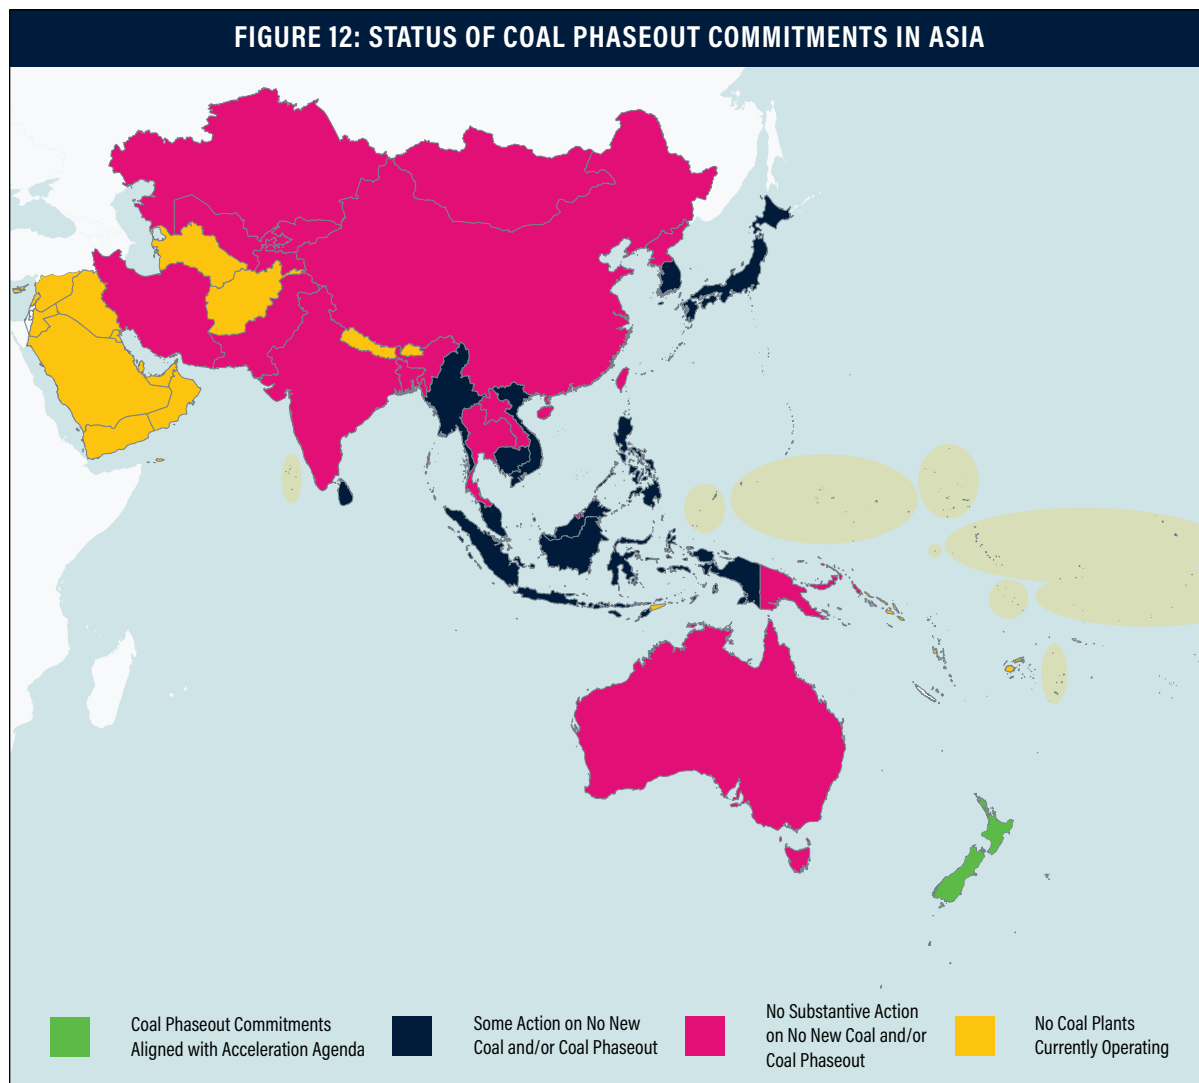 FIGURE 12: STATUS OF COAL PHASEOUT COMMITMENTS IN ASIA
Coal Phaseout Commitments
Aligned with Acceleration Agenda
Some Action on No New
Coal and/or Coal Phaseout
No Substantive Action
on No New Coal and/or
Coal Phaseout
No Coal Plants
Currently Operating